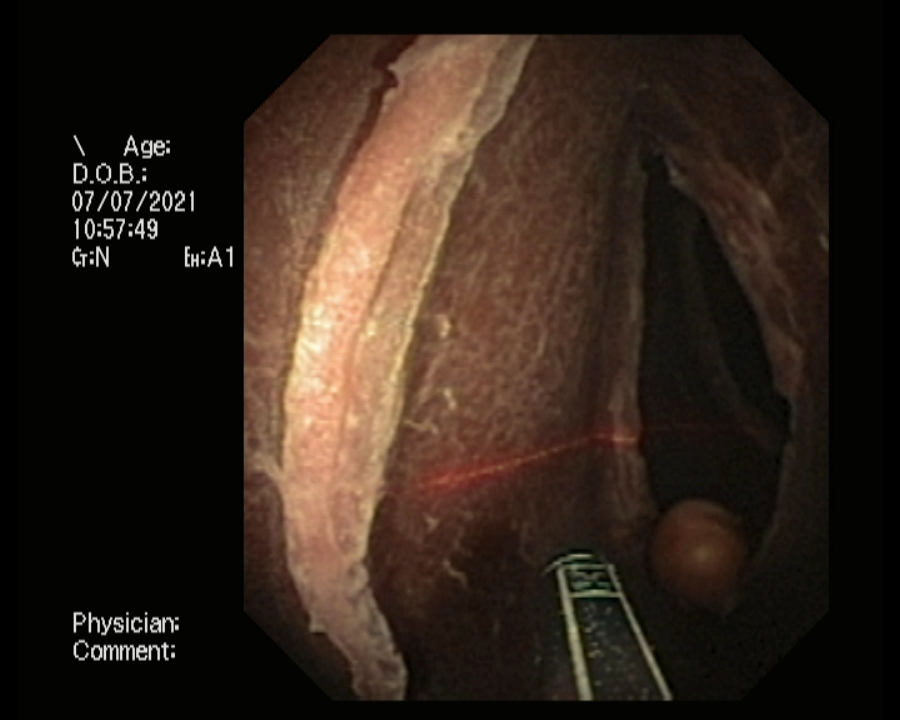 \ Age:
D.O.B.:
07/07/2021
10:57:49
Cr:N EH:A1
Physician:
Comment: